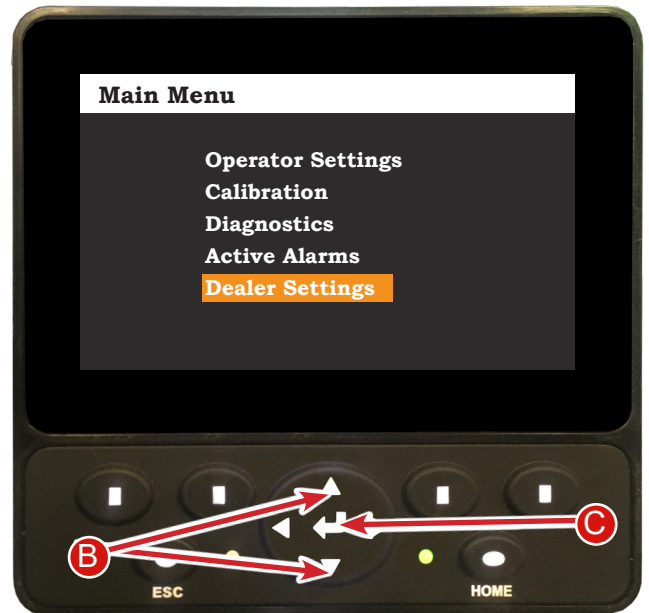 Main Menu
Operator Settings
Calibration
Diagnostics
Active Alarms
Dealer Settings
B
C
ESC
HOME